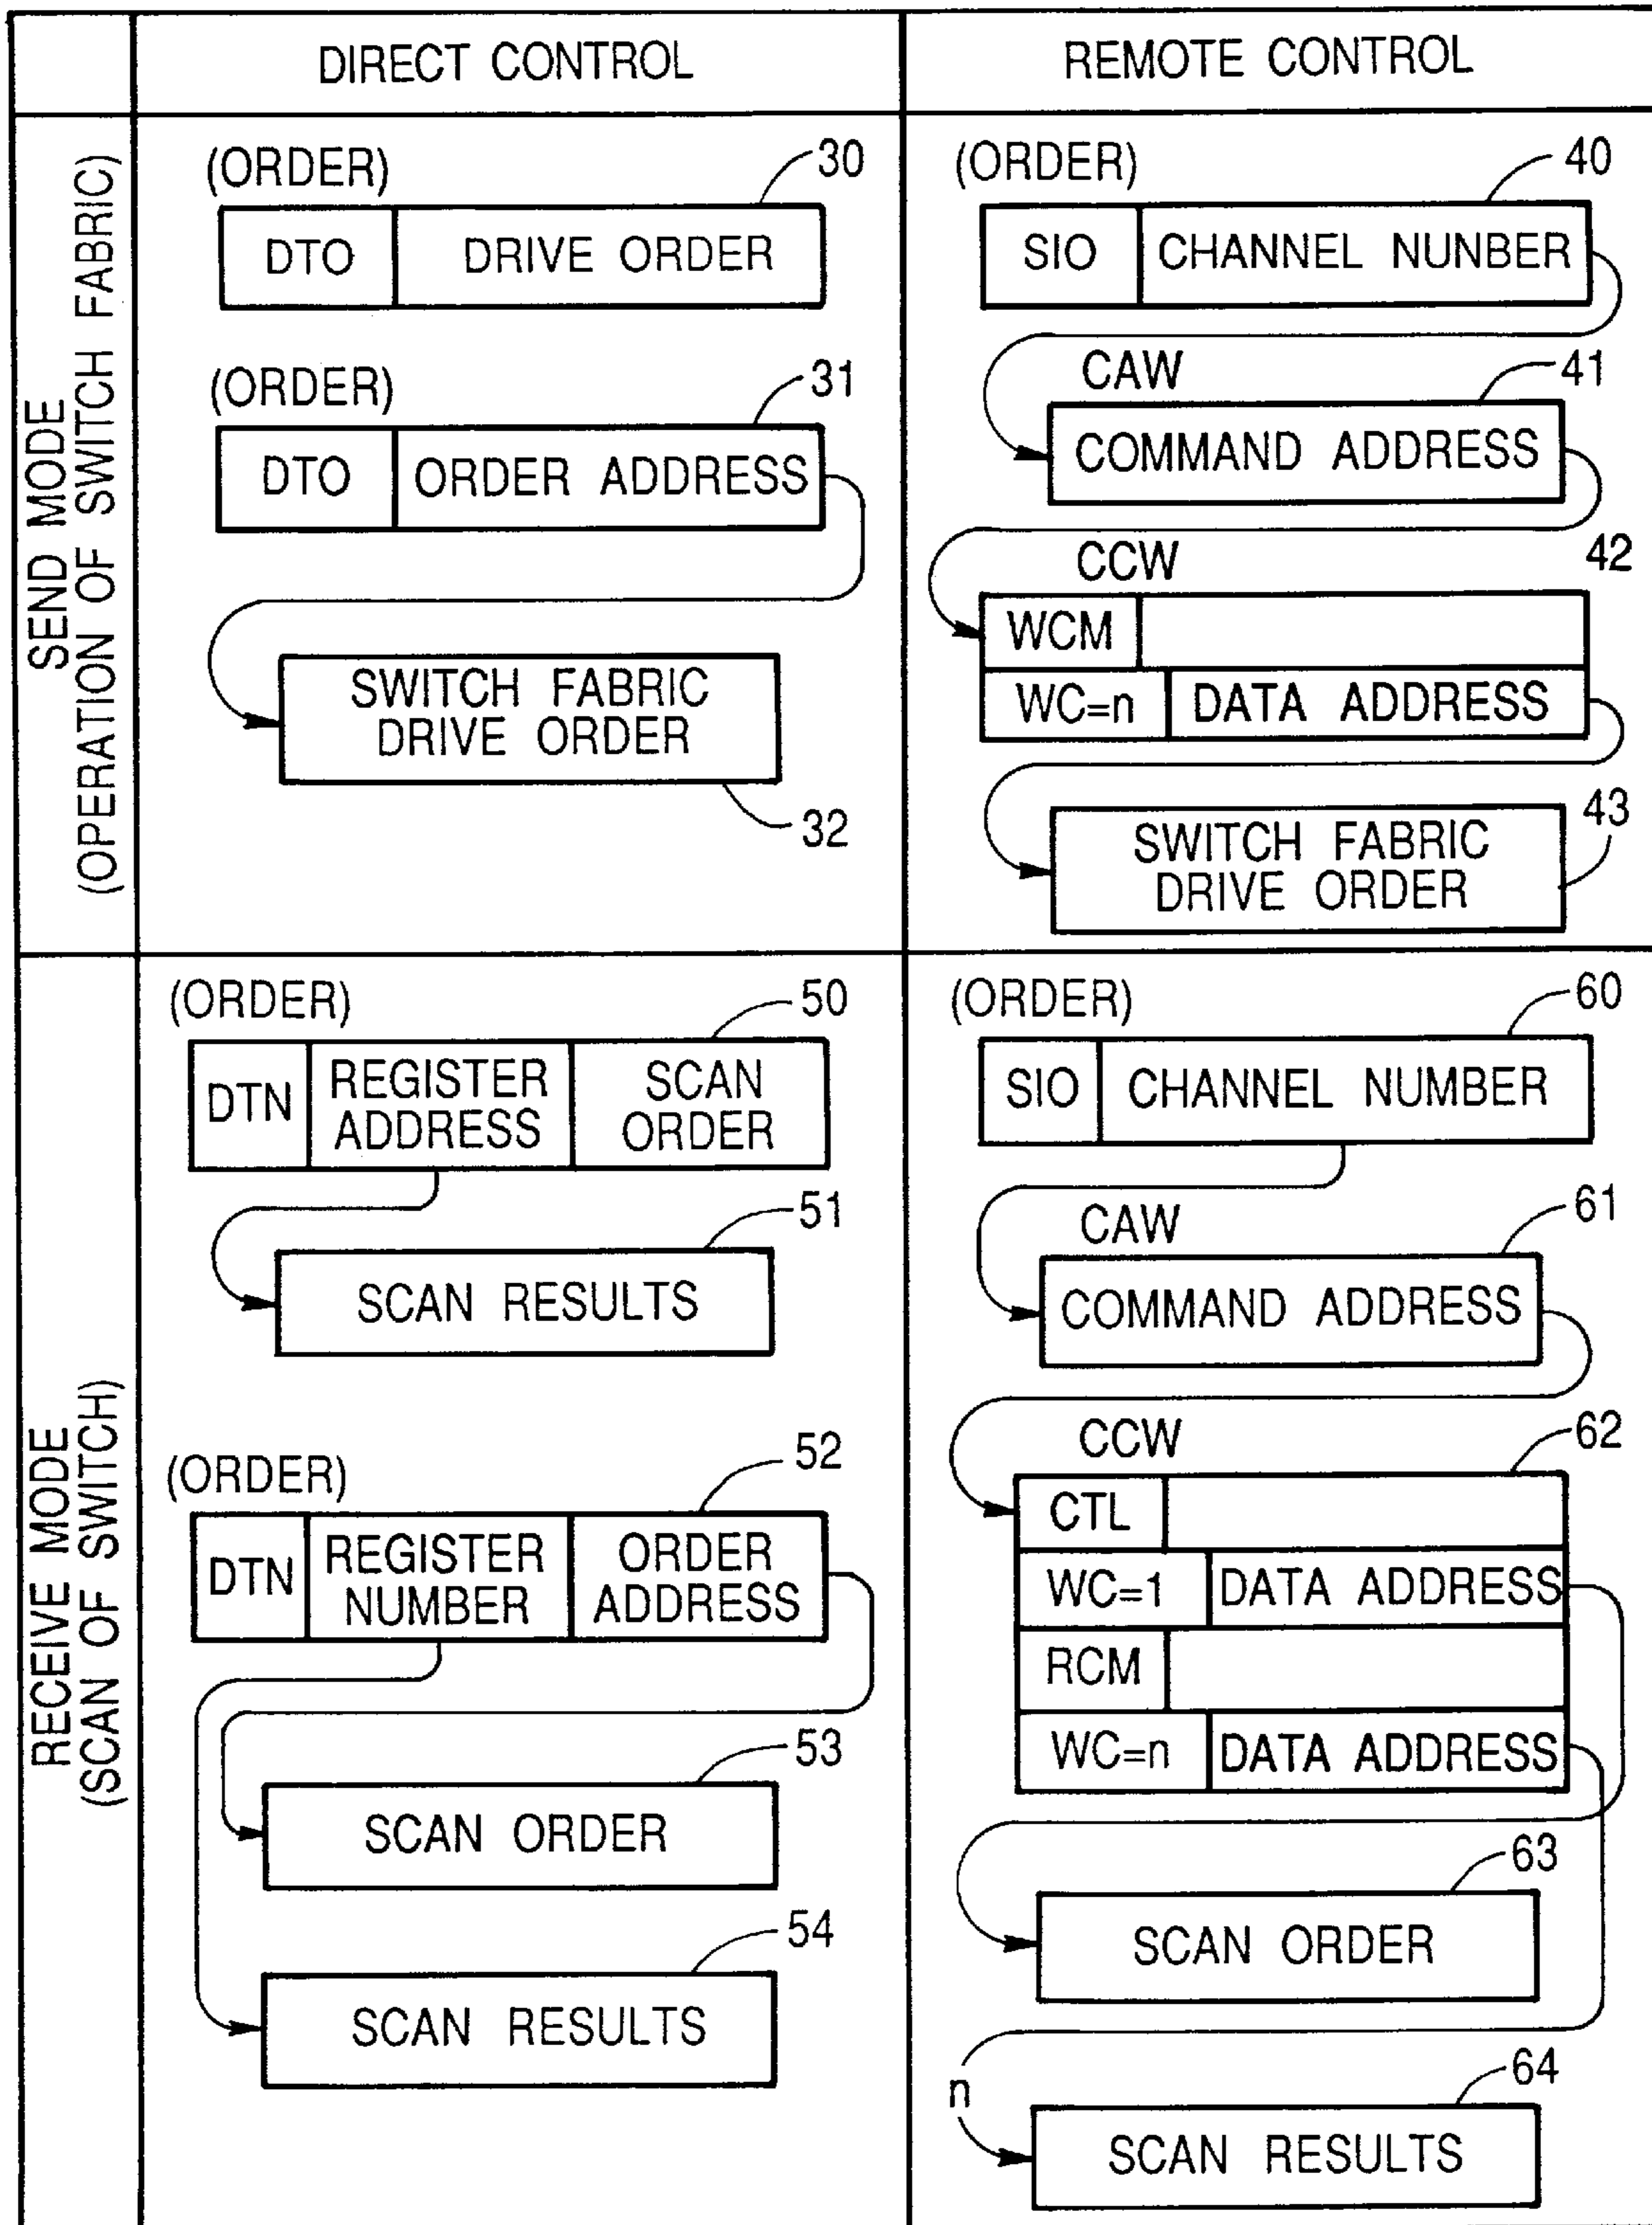 DIRECT CONTROL
REMOTE CONTROL
SEND MODE
(OPERATION OF SWITCH FABRIC)
(ORDER)
30
DTO
DRIVE ORDER
(ORDER)
31
DTO
ORDER ADDRESS
SWITCH FABRIC
DRIVE ORDER
32
(ORDER)
40
SIO
CHANNEL NUNBER
CAW
41
COMMAND ADDRESS
CCW
42
WCM
WC=n
DATA ADDRESS
43
SWITCH FABRIC
DRIVE ORDER
RECEIVE MODE
(SCAN OF SWITCH)
(ORDER)
50
DTN
REGISTER
ADDRESS
SCAN
ORDER
51
SCAN RESULTS
(ORDER)
52
DTN
REGISTER
NUMBER
ORDER
ADDRESS
53
SCAN ORDER
54
SCAN RESULTS
(ORDER)
60
SIO
CHANNEL NUMBER
CAW
61
COMMAND ADDRESS
CCW
62
CTL
WC=1
DATA ADDRESS
RCM
WC=n
DATA ADDRESS
63
SCAN ORDER
n
64
SCAN RESULTS